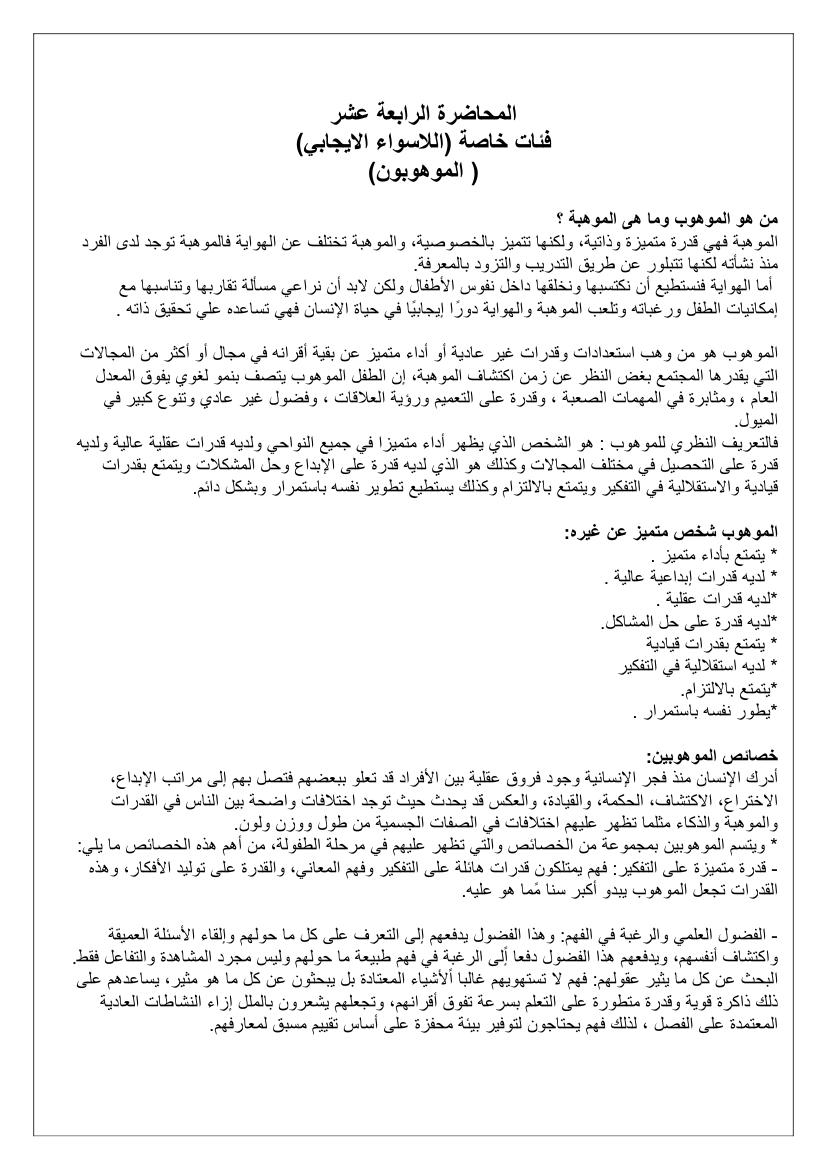 المحاضرة الرابعة عشر
فئات خاصة (اللاسواء الايجابي)
( الموهوبون)
من هو الموهوب وما هى الموهبة ؟
الموهبة فهي قدرة متميزة وذاتية، ولكنها تتميز بالخصوصية، والموهبة تختلف عن الهواية فالموهبة توجد لدى الفرد
منذ نشأته لكنها تتبلور عن طريق التدريب والتزود بالمعرفة.
أما الهواية فنستطيع أن نكتسبها ونخلقها داخل نفوس الأطفال ولكن لابد أن نراعي مسألة تقاربها وتناسبها مع
إمكانيات الطفل ورغباته وتلعب الموهبة والهواية دورًا إيجابيًا في حياة الإنسان فهي تساعده علي تحقيق ذاته .
الموهوب هو من وهب استعدادات وقدرات غير عادية أو أداء متميز عن بقية أقرانه في مجال أو أكثر من المجالات
التي يقدرها المجتمع بغض النظر عن زمن اكتشاف الموهبة، إن الطفل الموهوب يتصف بنمو لغوي يفوق المعدل
العام ، ومثابرة في المهمات الصعبة ، وقدرة على التعميم ورؤية العلاقات ، وفضول غير عادي وتنوع كبير في
الميول.
فالتعريف النظري للموهوب : هو الشخص الذي يظهر أداء متميزا في جميع النواحي ولديه قدرات عقلية عالية ولديه
قدرة على التحصيل في مختلف المجالات وكذلك هو الذي لديه قدرة على الإبداع وحل المشكلات ويتمتع بقدرات
قيادية والاستقلالية في التفكير ويتمتع بالالتزام وكذلك يستطيع تطوير نفسه باستمرار وبشكل دائم.
الموهوب شخص متميز عن غيره:
* يتمتع بأداء متميز .
* لديه قدرات إبداعية عالية .
*لديه قدرات عقلية .
*لديه قدرة على حل المشاكل.
* يتمتع بقدرات قيادية
* لديه استقلالية في التفكير
*يتمتع بالالتزام.
*يطور نفسه باستمرار .
خصائص الموهوبين:
أدرك الإنسان منذ فجر الإنسانية وجود فروق عقلية بين الأفراد قد تعلو ببعضهم فتصل بهم إلى مراتب الإبداع،
الاختراع، الاكتشاف، الحكمة، والقيادة، والعكس قد يحدث حيث توجد اختلافات واضحة بين الناس في القدرات
والموهبة والذكاء مثلما تظهر عليهم اختلافات في الصفات الجسمية من طول ووزن ولون.
* ويتسم الموهوبين بمجموعة من الخصائص والتي تظهر عليهم في مرحلة الطفولة، من أهم هذه الخصائص ما يلي:
- قدرة متميزة على التفكير: فهم يمتلكون قدرات هائلة على التفكير وفهم المعاني، والقدرة على توليد الأفكار، وهذه
القدرات تجعل الموهوب يبدو أكبر سنا مًما هو عليه.
- الفضول العلمي والرغبة في الفهم: وهذا الفضول يدفعهم إلى التعرف على كل ما حولهم وإلقاء الأسئلة العميقة
واكتشاف أنفسهم، ويدفعهم هذا الفضول دفعا إًلى الرغبة في فهم طبيعة ما حولهم وليس مجرد المشاهدة والتفاعل فقط.
البحث عن كل ما يثير عقولهم: فهم لا تستهويهم غالبا اًلأشياء المعتادة بل يبحثون عن كل ما هو مثير، يساعدهم على
ذلك ذاكرة قوية وقدرة متطورة على التعلم بسرعة تفوق أقرانهم، وتجعلهم يشعرون بالملل إزاء النشاطات العادية
المعتمدة على الفصل ، لذلك فهم يحتاجون لتوفير بيئة محفزة على أساس تقييم مسبق لمعارفهم.